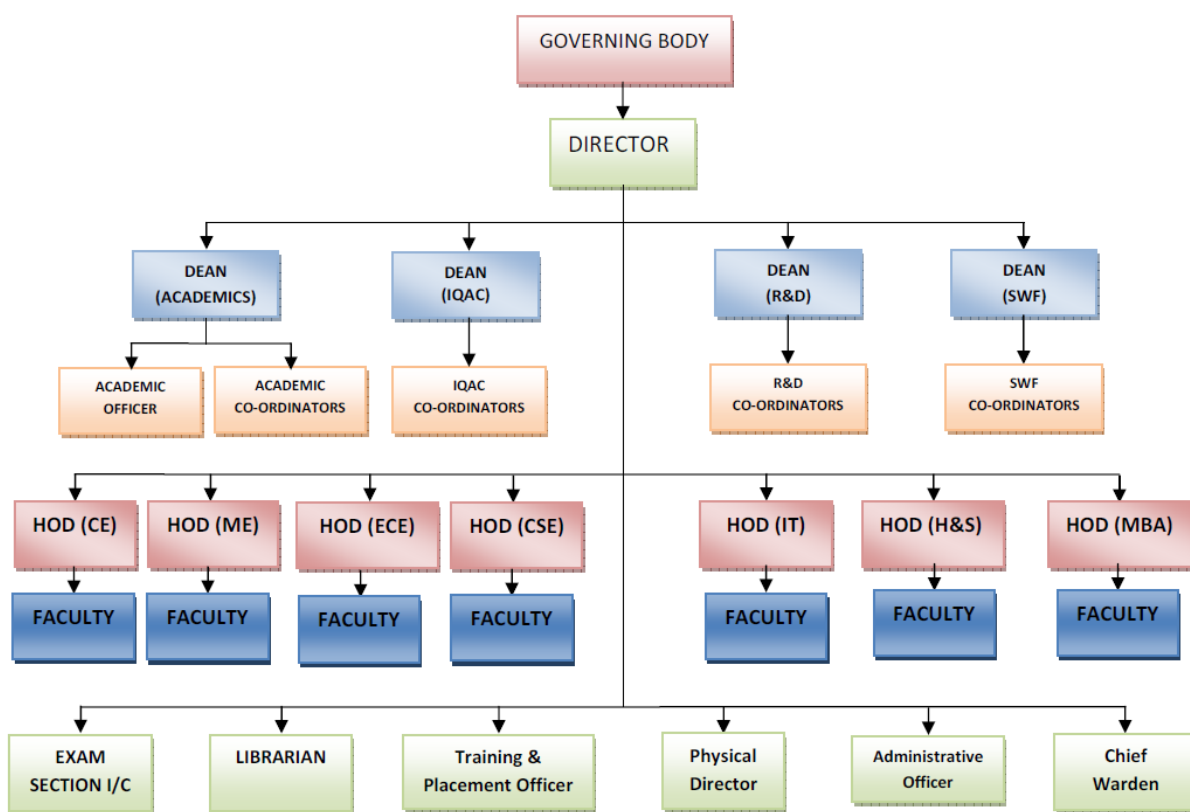 GOVERNING BODY
DIRECTOR
DEAN
(ACADEMICS)
DEAN
(IQAC)
DEAN
(R&D)
DEAN
(SWF)
ACADEMIC
OFFICER
ACADEMIC
CO-ORDINATORS
IQAC
CO-ORDINATORS
R&D
CO-ORDINATORS
SWF
CO-ORDINATORS
HOD (CE)
HOD (ME)
HOD (ECE)
HOD (CSE)
HOD (IT)
HOD (H&S)
HOD (MBA)
FACULTY
FACULTY
FACULTY
FACULTY
FACULTY
FACULTY
FACULTY
EXAM
SECTION I/C
LIBRARIAN
Training &
Placement Officer
Physical
Director
Administrative
Officer
Chief
Warden